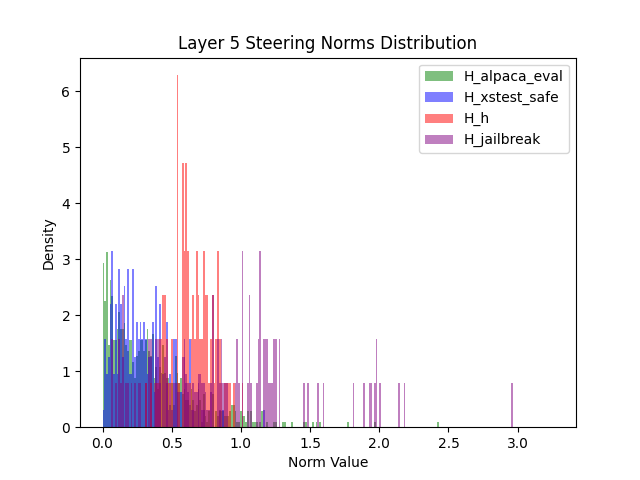 Layer 5 Steering Norms Distribution
H_alpaca_eval
H_xstest_safe
H_h
H_jailbreak
Density
6
5
4
3
2
1
0
0.0 0.5 1.0 1.5 2.0 2.5 3.0
Norm Value